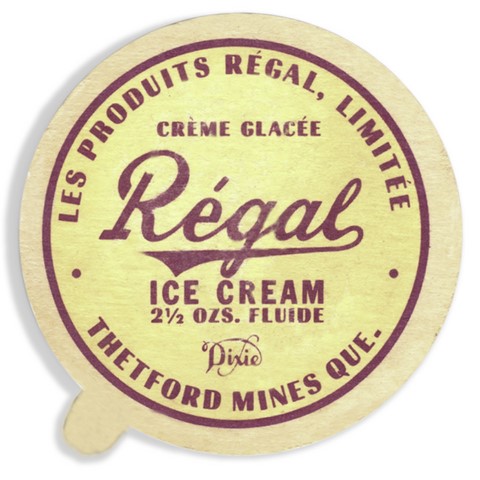 LES PRODUITS RÉGAL, LIMITÉE
CRÈME GLACÉE
Régal
ICE CREAM
2½ OZS. FLUIDE
Dixie
THETFORD MINES QUE.